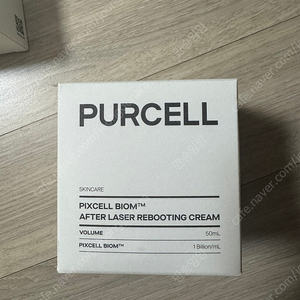 PURCELL
SKINCARE
PIXCELL BIOM™
AFTER LASER REBOOTING CREAM
VOLUME 50mL
PIXCELL BIOM™ 1 Billion/mL